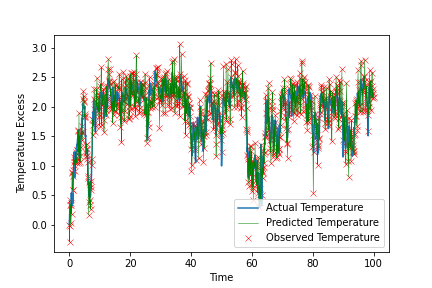 3.0
2.5
2.0
1.5
1.0
0.5
0.0
Temperature Excess
Actual Temperature
Predicted Temperature
Observed Temperature
0 20 40 60 80 100
Time